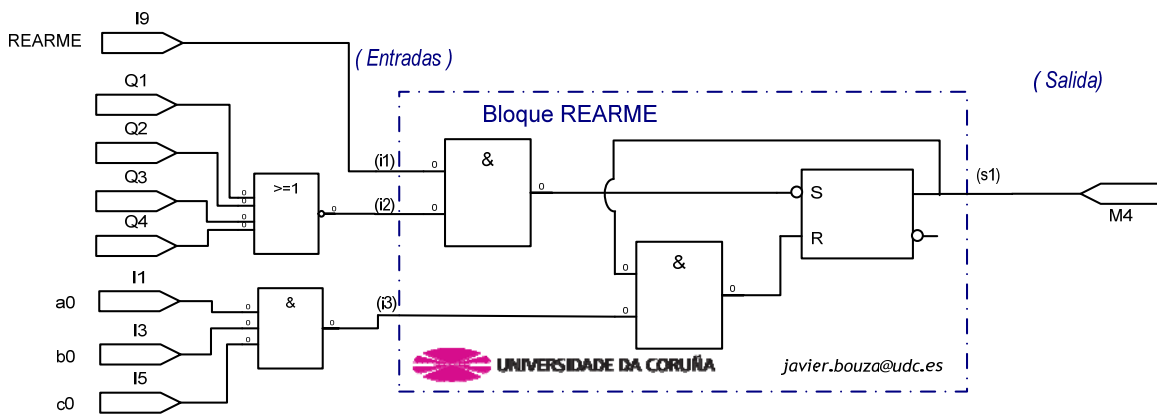 I9
REARME
( Entradas )
( Salida)
Q1
Bloque REARME
Q2
Q3
Q4
>=1
0
0
0
0
0
(i1)
0
&
0
(i2)
0
S
R
(s1)
M4
I1
a0
I3
b0
I5
c0
&
0
0
0
0
(i3)
0
&
0
0
UNIVERSIDADE DA CORUÑA
javier.bouza@udc.es